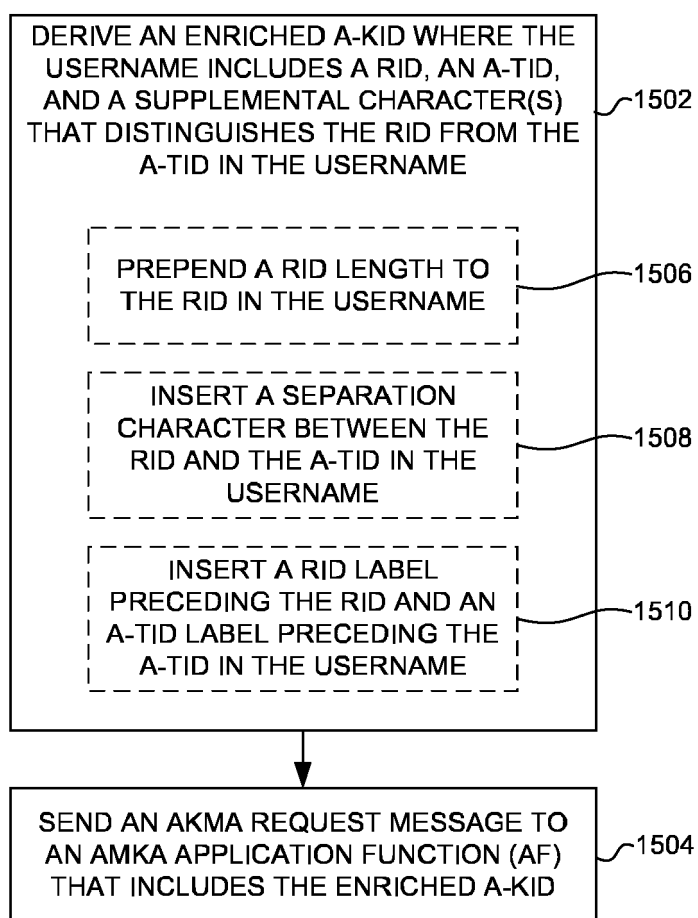 DERIVE AN ENRICHED A-KID WHERE THE
USERNAME INCLUDES A RID, AN A-TID,
AND A SUPPLEMENTAL CHARACTER(S)
THAT DISTINGUISHES THE RID FROM THE
A-TID IN THE USERNAME
1502
PREPEND A RID LENGTH TO
THE RID IN THE USERNAME
1506
INSERT A SEPARATION
CHARACTER BETWEEN THE
RID AND THE A-TID IN THE
USERNAME
1508
INSERT A RID LABEL
PRECEDING THE RID AND AN
A-TID LABEL PRECEDING THE
A-TID IN THE USERNAME
1510
SEND AN AKMA REQUEST MESSAGE TO
AN AMKA APPLICATION FUNCTION (AF)
THAT INCLUDES THE ENRICHED A-KID
1504